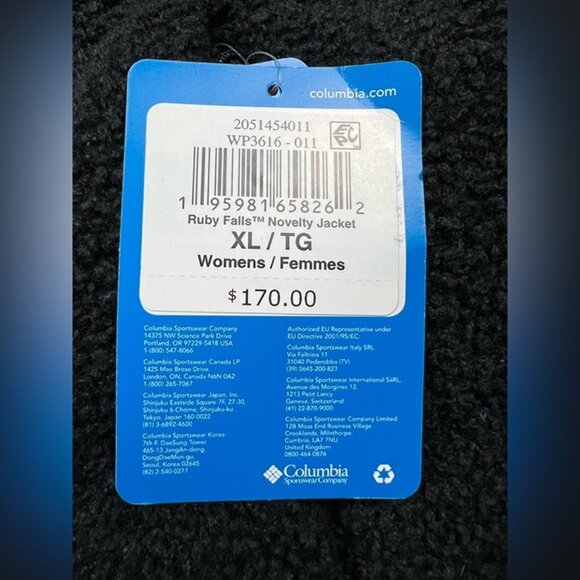 columbia.com
2051454011
WP3616 - 011
EPC
1 95981 65826 2
Ruby Falls™ Novelty Jacket
XL / TG
Womens / Femmes
$170.00
Columbia Sportswear Company
14375 NW Science Park Drive
Portland, OR 97229-5418 USA
1-(800) 547-8066
Columbia Sportswear Canada LP
1425 Max Brose Drive,
London, ON. Canada N6N 0A2
1-(800) 265-7067
Columbia Sportswear Japan, Inc.
Shinjuku Eastside Square 7F, 27-30,
Shinjuku 6-Chome, Shinjuku-ku
Tokyo, Japan 160-0022
(81) 3-6892-4600
Columbia Sportswear Korea
7th F. DaoSung Tower
465-13 JangAn-dong,
DongDaeMun-gu,
Seoul, Korea 02645
(82) 2-540-0277
Authorized EU Representative under
EU Directive 2001/95/EC:
Columbia Sportswear Italy SRL
Via Feltrina 11
31040 Pederobba (TV)
(39) 0645-200-823
Columbia Sportswear International SàRL,
Avenue des Morgines 12,
1213 Petit Lancy
Geneva, Switzerland
(41) 22-870-9000
Columbia Sportswear Company Limited
12B Moss End Business Village
Crooklands, Milnthorpe,
Cumbria, LA7 7NU,
United Kingdom
0800-464-0876
Columbia
Sportswear Company